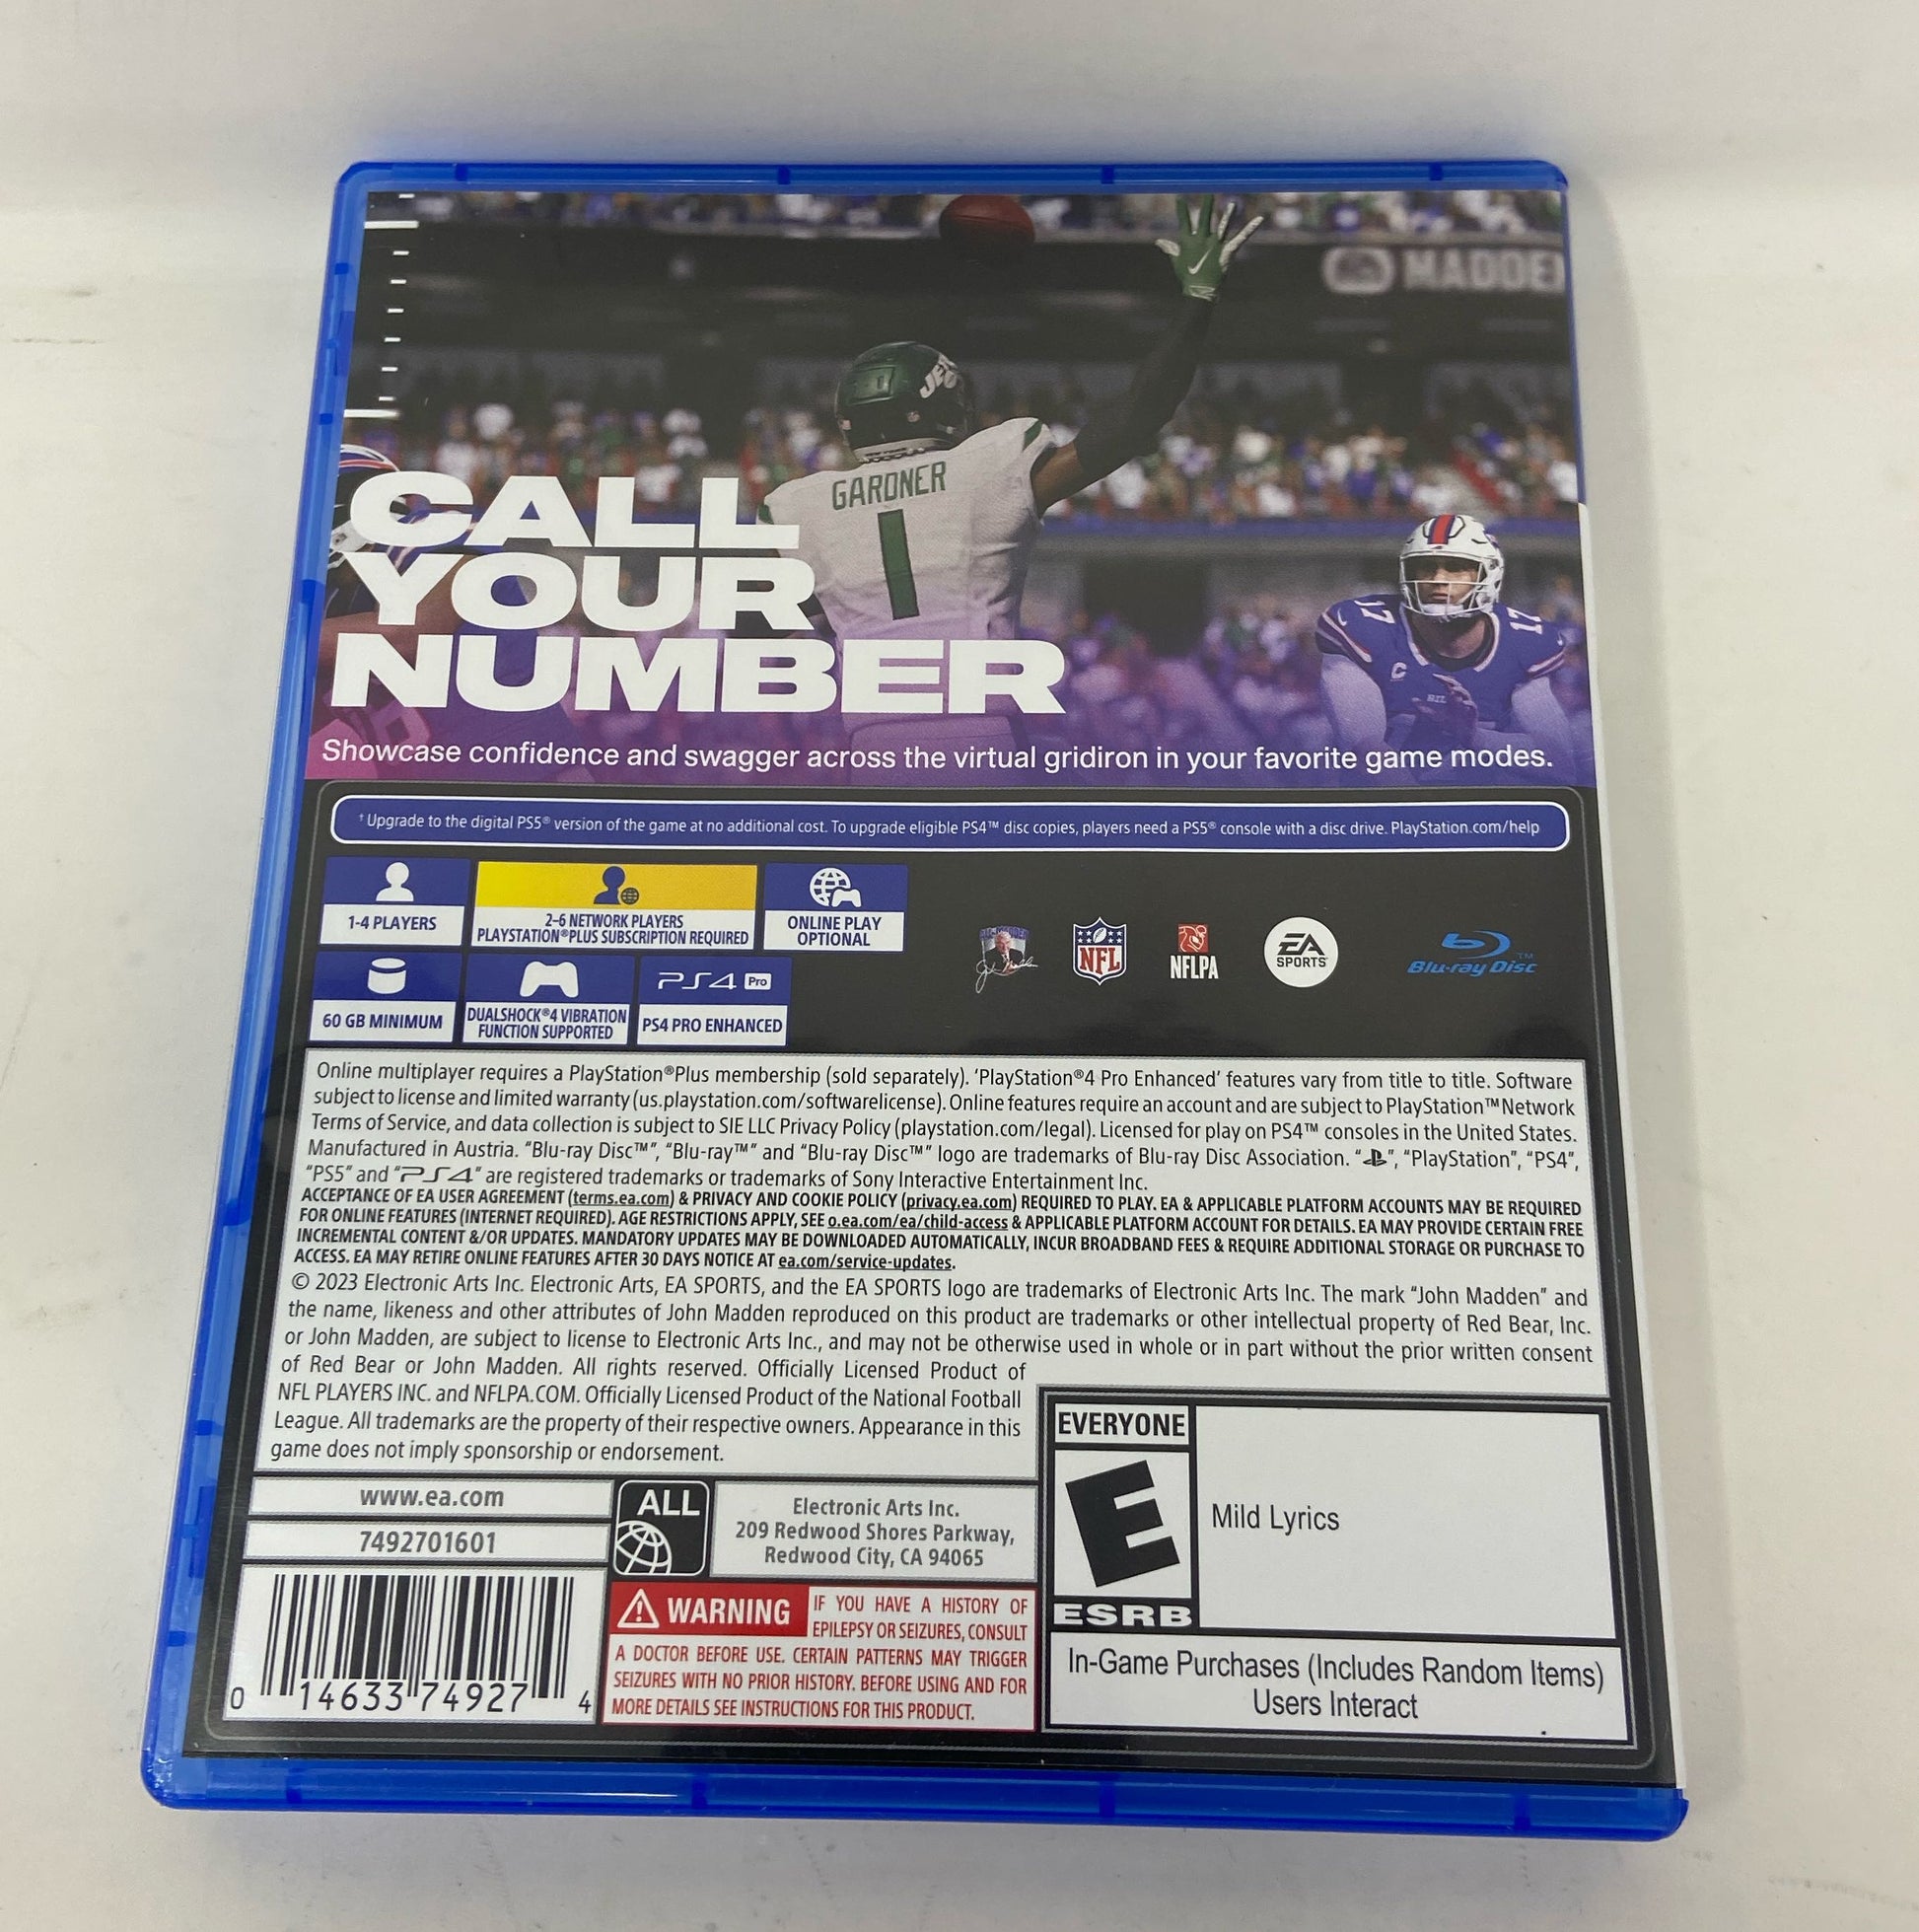 MADDEN
JETS
GARDNER
1
17
17
C
CALL
YOUR
NUMBER
Showcase confidence and swagger across the virtual gridiron in your favorite game modes.
† Upgrade to the digital PS5® version of the game at no additional cost. To upgrade eligible PS4™ disc copies, players need a PS5® console with a disc drive. PlayStation.com/help
1-4 PLAYERS
2-6 NETWORK PLAYERS
PLAYSTATION®PLUS SUBSCRIPTION REQUIRED
ONLINE PLAY
OPTIONAL
60 GB MINIMUM
DUALSHOCK®4 VIBRATION
FUNCTION SUPPORTED
PS4 Pro
PS4 PRO ENHANCED
NFL
NFLPA
EA
SPORTS™
Blu-ray Disc™
Online multiplayer requires a PlayStation®Plus membership (sold separately). ‘PlayStation®4 Pro Enhanced’ features vary from title to title. Software
subject to license and limited warranty (us.playstation.com/softwarelicense). Online features require an account and are subject to PlayStation™Network
Terms of Service, and data collection is subject to SIE LLC Privacy Policy (playstation.com/legal). Licensed for play on PS4™ consoles in the United States.
Manufactured in Austria. “Blu-ray Disc™”, “Blu-ray™” and “Blu-ray Disc™” logo are trademarks of Blu-ray Disc Association. “PS”, “PlayStation”, “PS4”,
“PS5” and “PS4” are registered trademarks or trademarks of Sony Interactive Entertainment Inc.
ACCEPTANCE OF EA USER AGREEMENT (terms.ea.com) & PRIVACY AND COOKIE POLICY (privacy.ea.com) REQUIRED TO PLAY. EA & APPLICABLE PLATFORM ACCOUNTS MAY BE REQUIRED
FOR ONLINE FEATURES (INTERNET REQUIRED). AGE RESTRICTIONS APPLY, SEE o.ea.com/ea/child-access & APPLICABLE PLATFORM ACCOUNT FOR DETAILS. EA MAY PROVIDE CERTAIN FREE
INCREMENTAL CONTENT &/OR UPDATES. MANDATORY UPDATES MAY BE DOWNLOADED AUTOMATICALLY, INCUR BROADBAND FEES & REQUIRE ADDITIONAL STORAGE OR PURCHASE TO
ACCESS. EA MAY RETIRE ONLINE FEATURES AFTER 30 DAYS NOTICE AT ea.com/service-updates.
© 2023 Electronic Arts Inc. Electronic Arts, EA SPORTS, and the EA SPORTS logo are trademarks of Electronic Arts Inc. The mark “John Madden” and
the name, likeness and other attributes of John Madden reproduced on this product are trademarks or other intellectual property of Red Bear, Inc.
or John Madden, are subject to license to Electronic Arts Inc., and may not be otherwise used in whole or in part without the prior written consent
of Red Bear or John Madden. All rights reserved. Officially Licensed Product of
NFL PLAYERS INC. and NFLPA.COM. Officially Licensed Product of the National Football
League. All trademarks are the property of their respective owners. Appearance in this
game does not imply sponsorship or endorsement.
www.ea.com
7492701601
0 14633 74927 4
ALL
Electronic Arts Inc.
209 Redwood Shores Parkway,
Redwood City, CA 94065
WARNING IF YOU HAVE A HISTORY OF
EPILEPSY OR SEIZURES, CONSULT
A DOCTOR BEFORE USE. CERTAIN PATTERNS MAY TRIGGER
SEIZURES WITH NO PRIOR HISTORY. BEFORE USING AND FOR
MORE DETAILS SEE INSTRUCTIONS FOR THIS PRODUCT.
EVERYONE
E
ESRB
Mild Lyrics
In-Game Purchases (Includes Random Items)
Users Interact